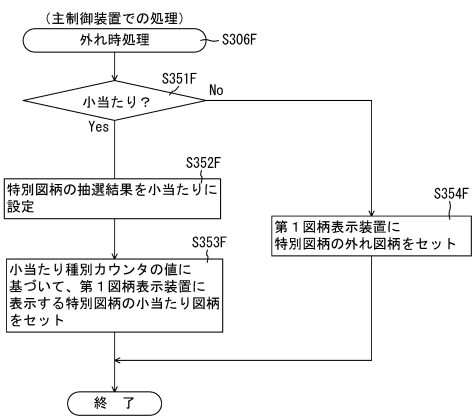 （主制御装置での処理）
外れ時処理
S306F
S351F
小当たり？
No
Yes
S352F
特別図柄の抽選結果を小当たりに
設定
S354F
第１図柄表示装置に
特別図柄の外れ図柄をセット
S353F
小当たり種別カウンタの値に
基づいて、第１図柄表示装置に
表示する特別図柄の小当たり図柄
をセット
終　了